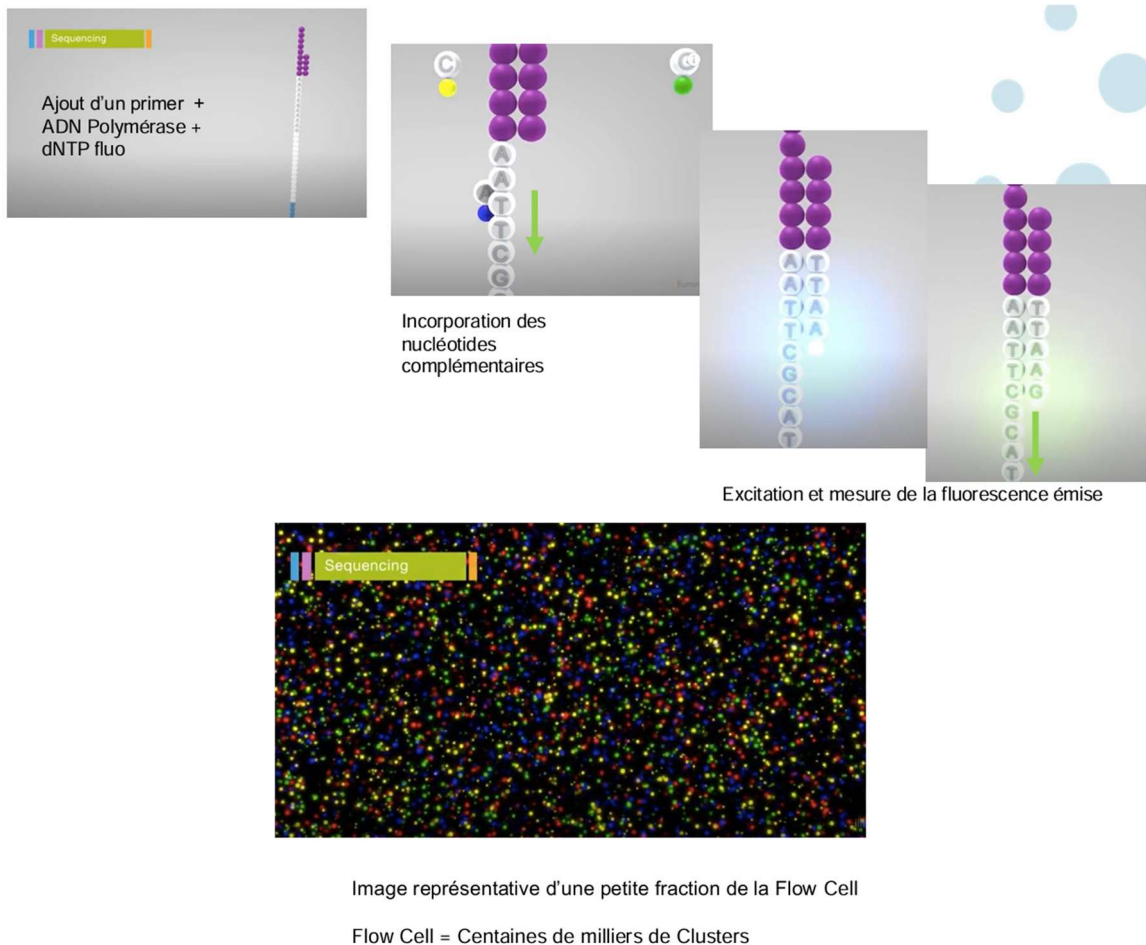 Sequencing
Ajout d'un primer +
ADN Polymérase +
dNTP fluo
C
A
A
A
T
T
C
G
Incorporation des
nucléotides
complémentaires
A T
A T
T A
T A
C
G
C
A
T
A T
A T
T A
T A
C G
G
C
A
T
Excitation et mesure de la fluorescence émise
Sequencing
Image représentative d'une petite fraction de la Flow Cell
Flow Cell = Centaines de milliers de Clusters